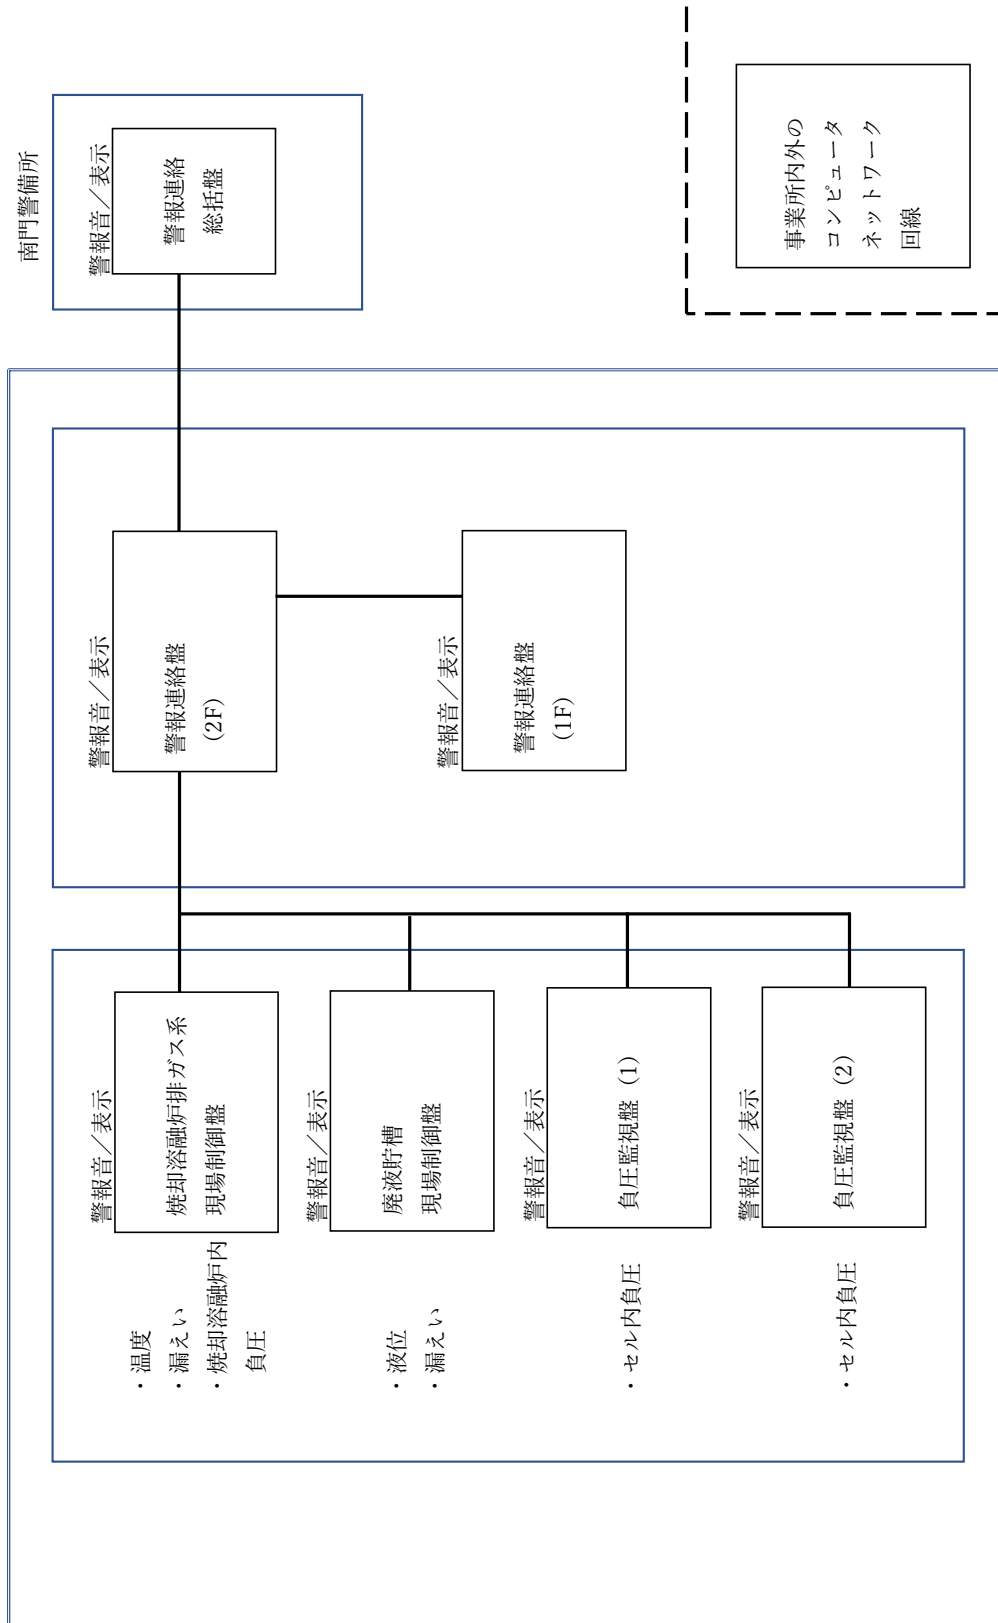 ・温度
・漏えい
・焼却溶融炉内
負圧
警報音／表示
焼却溶融炉排ガス系
現場制御盤
・液位
・漏えい
警報音／表示
廃液貯槽
現場制御盤
・セル内負圧
警報音／表示
負圧監視盤（1）
・セル内負圧
警報音／表示
負圧監視盤（2）
警報音／表示
警報連絡盤
(2F)
警報音／表示
警報連絡盤
(1F)
南門警備所
警報音／表示
警報連絡
総括盤
事業所内外の
コンピュータ
ネットワーク
回線